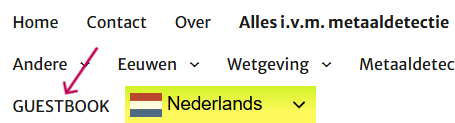 Home Contact Over Alles i.v.m. metaaldetectie
Andere Eeuwen Wetgeving Metaaldetec
GUESTBOOK Nederlands